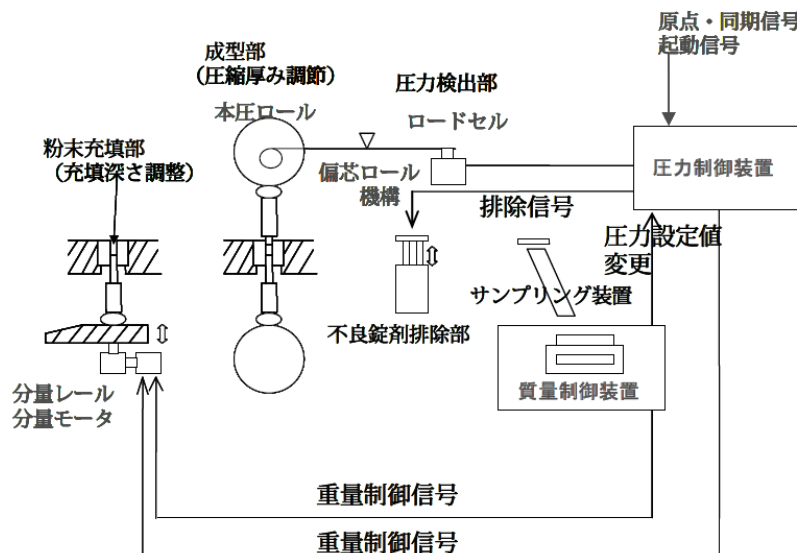 原点・同期信号
起動信号
成型部
（圧縮厚み調節）
本圧ロール
圧力検出部
ロードセル
粉末充填部
（充填深さ調整）
偏芯ロール
機構
圧力制御装置
排除信号
圧力設定値
変更
サンプリング装置
不良錠剤排除部
質量制御装置
分量レール
分量モータ
重量制御信号
重量制御信号